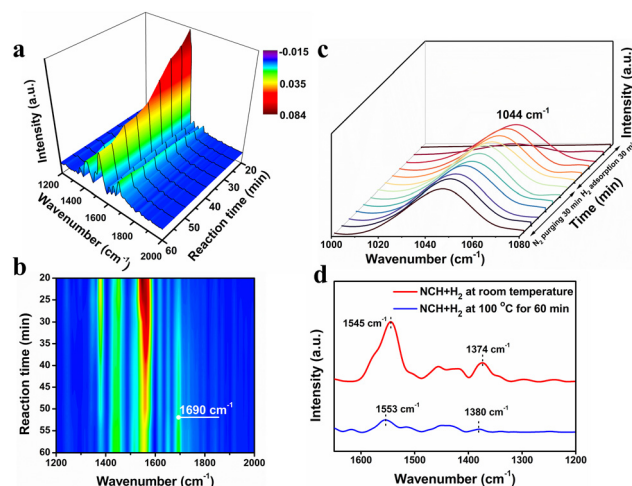 a
-0.015
0.035
0.084
Intensity (a.u.)
1200
1400
1600
1800
2000
Wavenumber (cm-1)
20
30
40
50
60
Reaction time (min)
c
1044 cm-1
Intensity (a.u.)
1000
1020
1040
1060
1080
Wavenumber (cm-1)
N2 purging 30 min
H2 adsorption 30 min
Time (min)
b
20
25
30
35
40
45
50
55
60
Reaction time (min)
1690 cm-1
1200
1400
1600
1800
2000
Wavenumber (cm-1)
d
NCH+H2 at room temperature
NCH+H2 at 100 °C for 60 min
1545 cm-1
1374 cm-1
1553 cm-1
1380 cm-1
Intensity (a.u.)
1600
1500
1400
1300
1200
Wavenumber (cm-1)